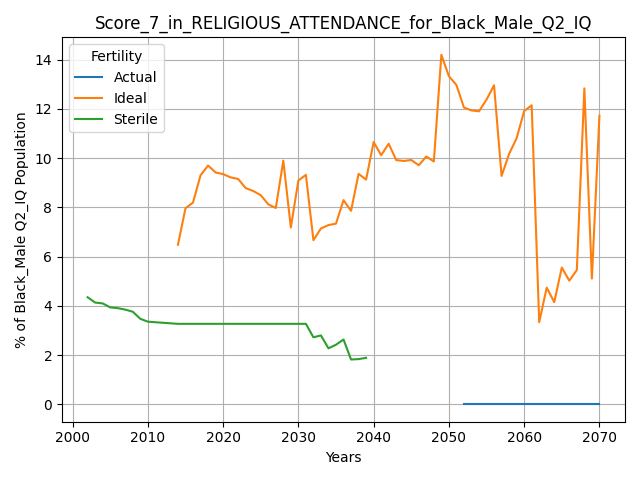 Score_7_in_RELIGIOUS_ATTENDANCE_for_Black_Male_Q2_IQ
Fertility
Actual
Ideal
Sterile
% of Black_Male Q2_IQ Population
14
12
10
8
6
4
2
0
2000 2010 2020 2030 2040 2050 2060 2070
Years